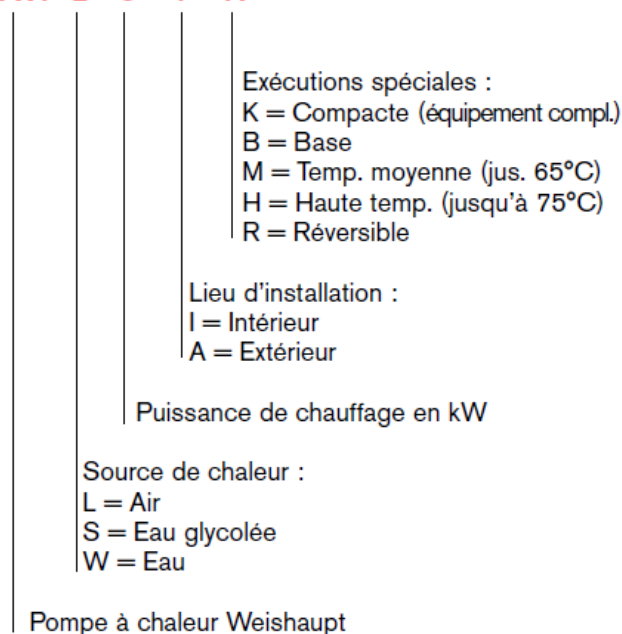 Exécutions spéciales :
K = Compacte (équipement compl.)
B = Base
M = Temp. moyenne (jus. 65°C)
H = Haute temp. (jusqu'à 75°C)
R = Réversible
Lieu d'installation :
I = Intérieur
A = Extérieur
Puissance de chauffage en kW
Source de chaleur :
L = Air
S = Eau glycolée
W = Eau
Pompe à chaleur Weishaupt